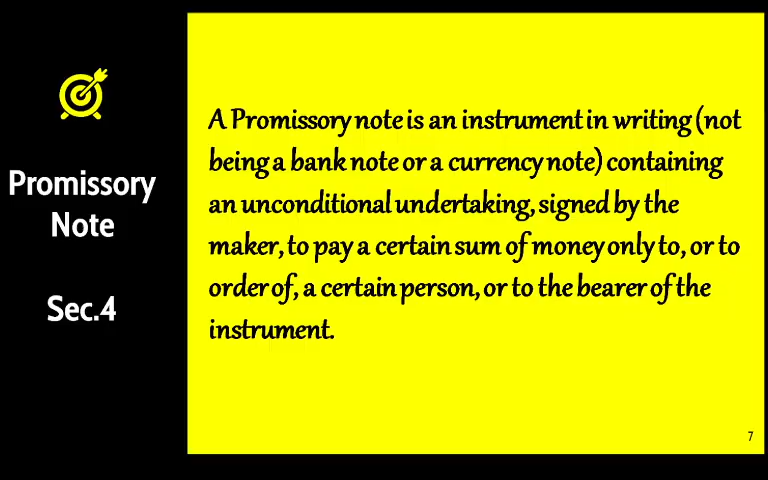 Promissory
Note
Sec.4
A Promissory note is an instrument in writing (not
being a bank note or a currency note) containing
an unconditional undertaking, signed by the
maker, to pay a certain sum of money only to, or to
order of, a certain person, or to the bearer of the
instrument.
7